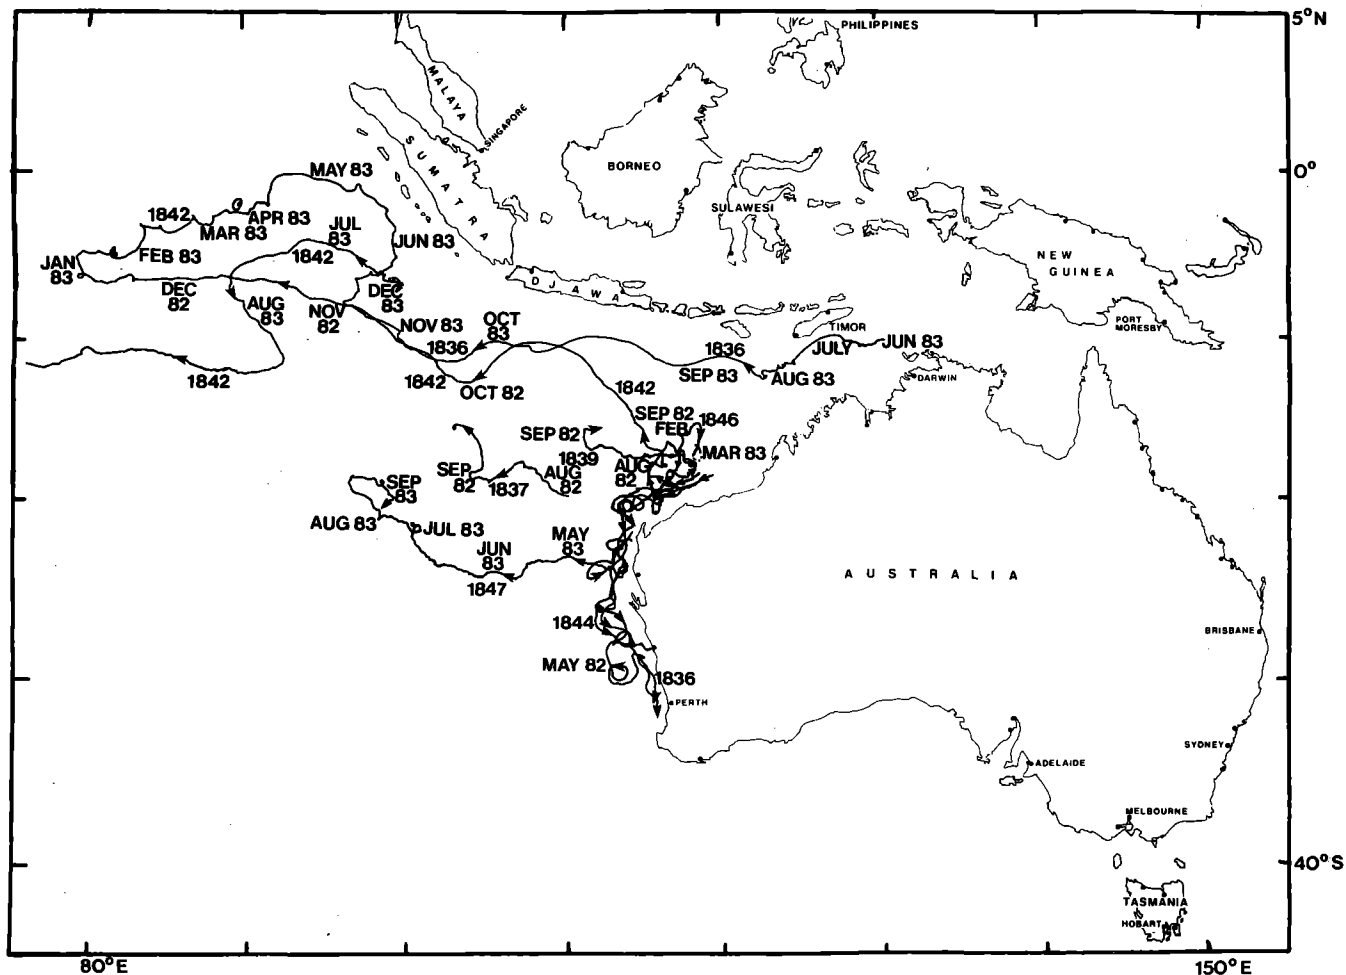 5°N
PHILIPPINES
MALAYA
SINGAPORE
SUMATRA
BORNEO
SULAWESI
0°
MAY 83
1842
APR 83
MAR 83
JUL
83
JUN 83
FEB 83
JAN
83
1842
DEC
82
DEC
83
NOV
82
AUG
83
DJAWA
NEW
GUINEA
PORT
MORESBY
NOV 83
OCT
83
1836
TIMOR
JULY
JUN 83
1836
SEP 83
AUG 83
DARWIN
1842
1842
OCT 82
1842
SEP 82
1846
FEB
MAR 83
SEP 82
1839
AUG
82
SEP
82
1837
AUG
82
SEP
83
AUG 83
JUL 83
JUN
83
1847
MAY
83
AUSTRALIA
1844
MAY 82
1836
PERTH
BRISBANE
SYDNEY
ADELAIDE
MELBOURNE
40°S
TASMANIA
HOBART
80°E
150°E